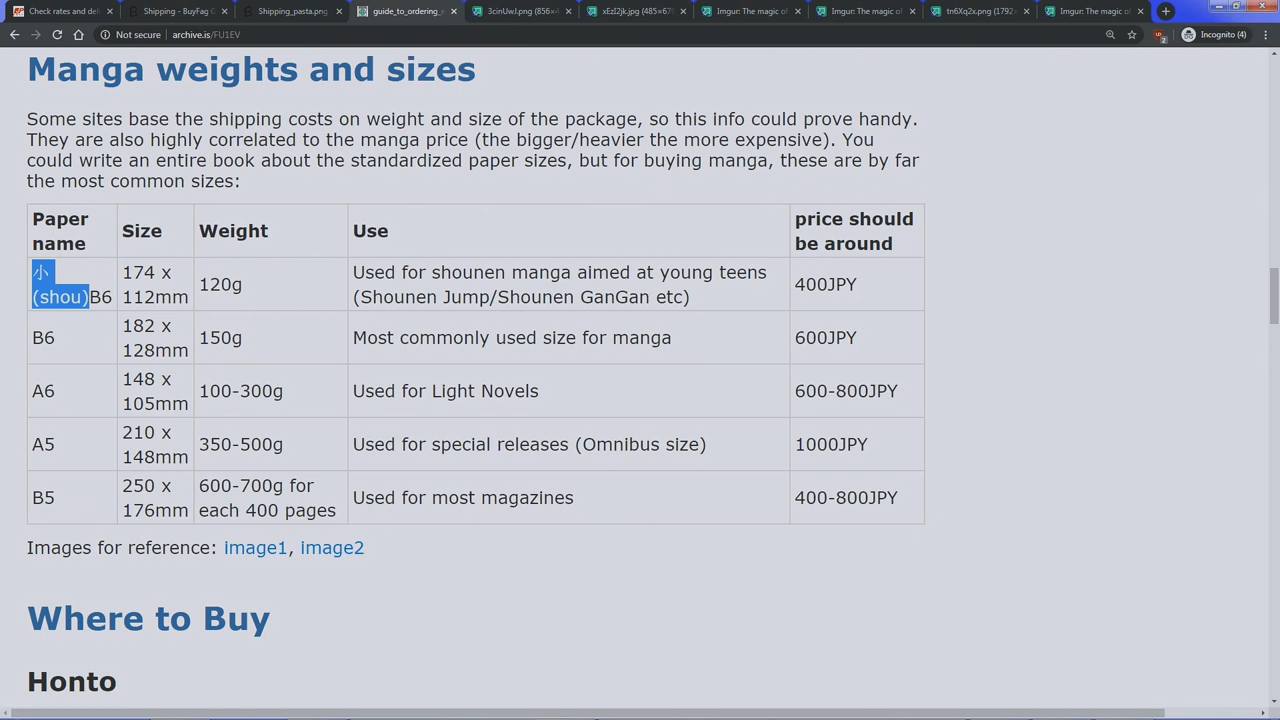 Check rates and del
Shipping - BuyFag G
Shipping_pasta.png
guide_to_ordering_m
3cinUwJ.png (856×4
xEzI2jk.jpg (485×67
Imgur: The magic of
Imgur: The magic of
tn6Xq2x.png (1792×
Imgur: The magic of
Not secure
archive.is/FU1EV
Incognito (4)
Manga weights and sizes
Some sites base the shipping costs on weight and size of the package, so this info could prove handy.
They are also highly correlated to the manga price (the bigger/heavier the more expensive). You
could write an entire book about the standardized paper sizes, but for buying manga, these are by far
the most common sizes:
Paper name
Size
Weight
Use
price should be around
小 (shou)B6
174 x 112mm
120g
Used for shounen manga aimed at young teens
(Shounen Jump/Shounen GanGan etc)
400JPY
B6
182 x 128mm
150g
Most commonly used size for manga
600JPY
A6
148 x 105mm
100-300g
Used for Light Novels
600-800JPY
A5
210 x 148mm
350-500g
Used for special releases (Omnibus size)
1000JPY
B5
250 x 176mm
600-700g for each 400 pages
Used for most magazines
400-800JPY
Images for reference: image1, image2
Where to Buy
Honto